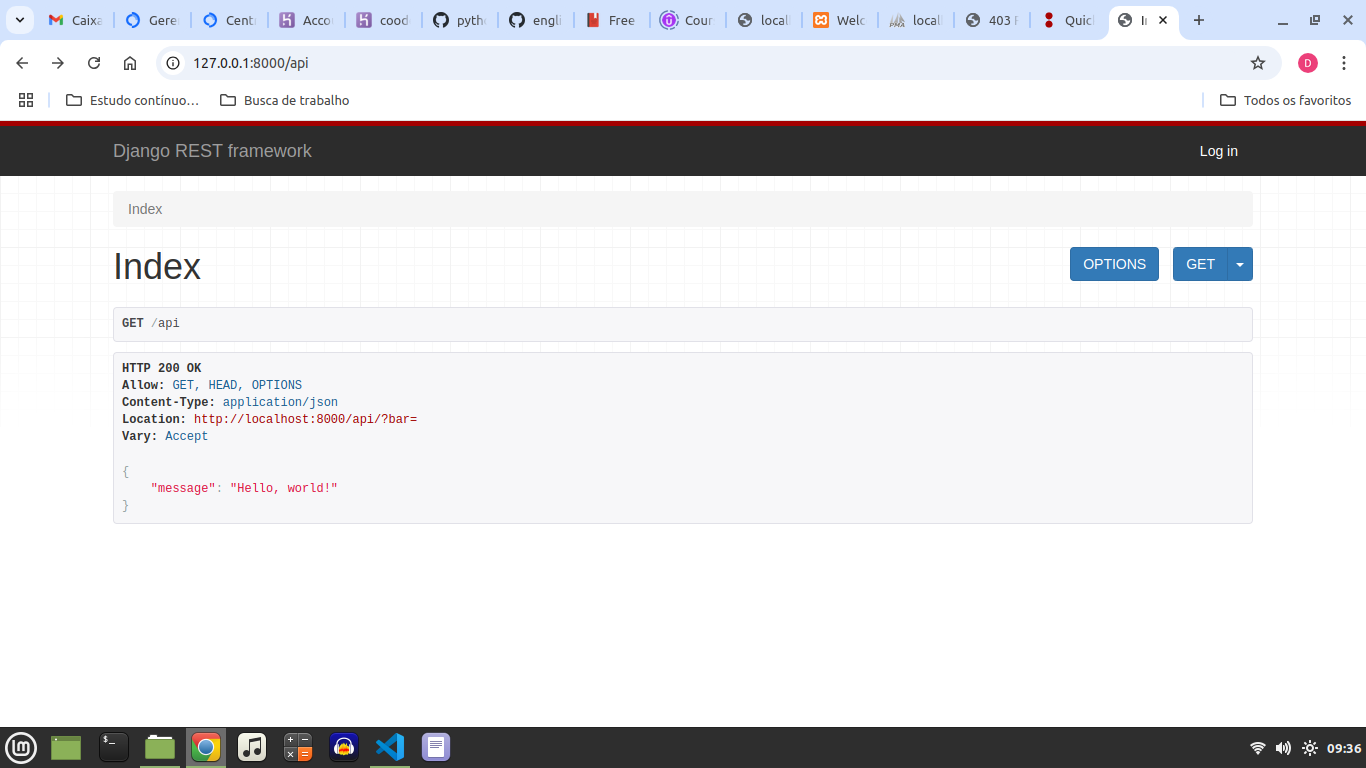 Caixa
Gere
Cent
Acco
cood
pyth
engli
Free
Cour
local
Welc
locall
403 F
Quic
I
127.0.0.1:8000/api
D
Estudo contínuo...
Busca de trabalho
Todos os favoritos
Django REST framework
Log in
Index
Index
OPTIONS
GET
GET /api
HTTP 200 OK
Allow: GET, HEAD, OPTIONS
Content-Type: application/json
Location: http://localhost:8000/api/?bar=
Vary: Accept
{
"message": "Hello, world!"
}
09:36